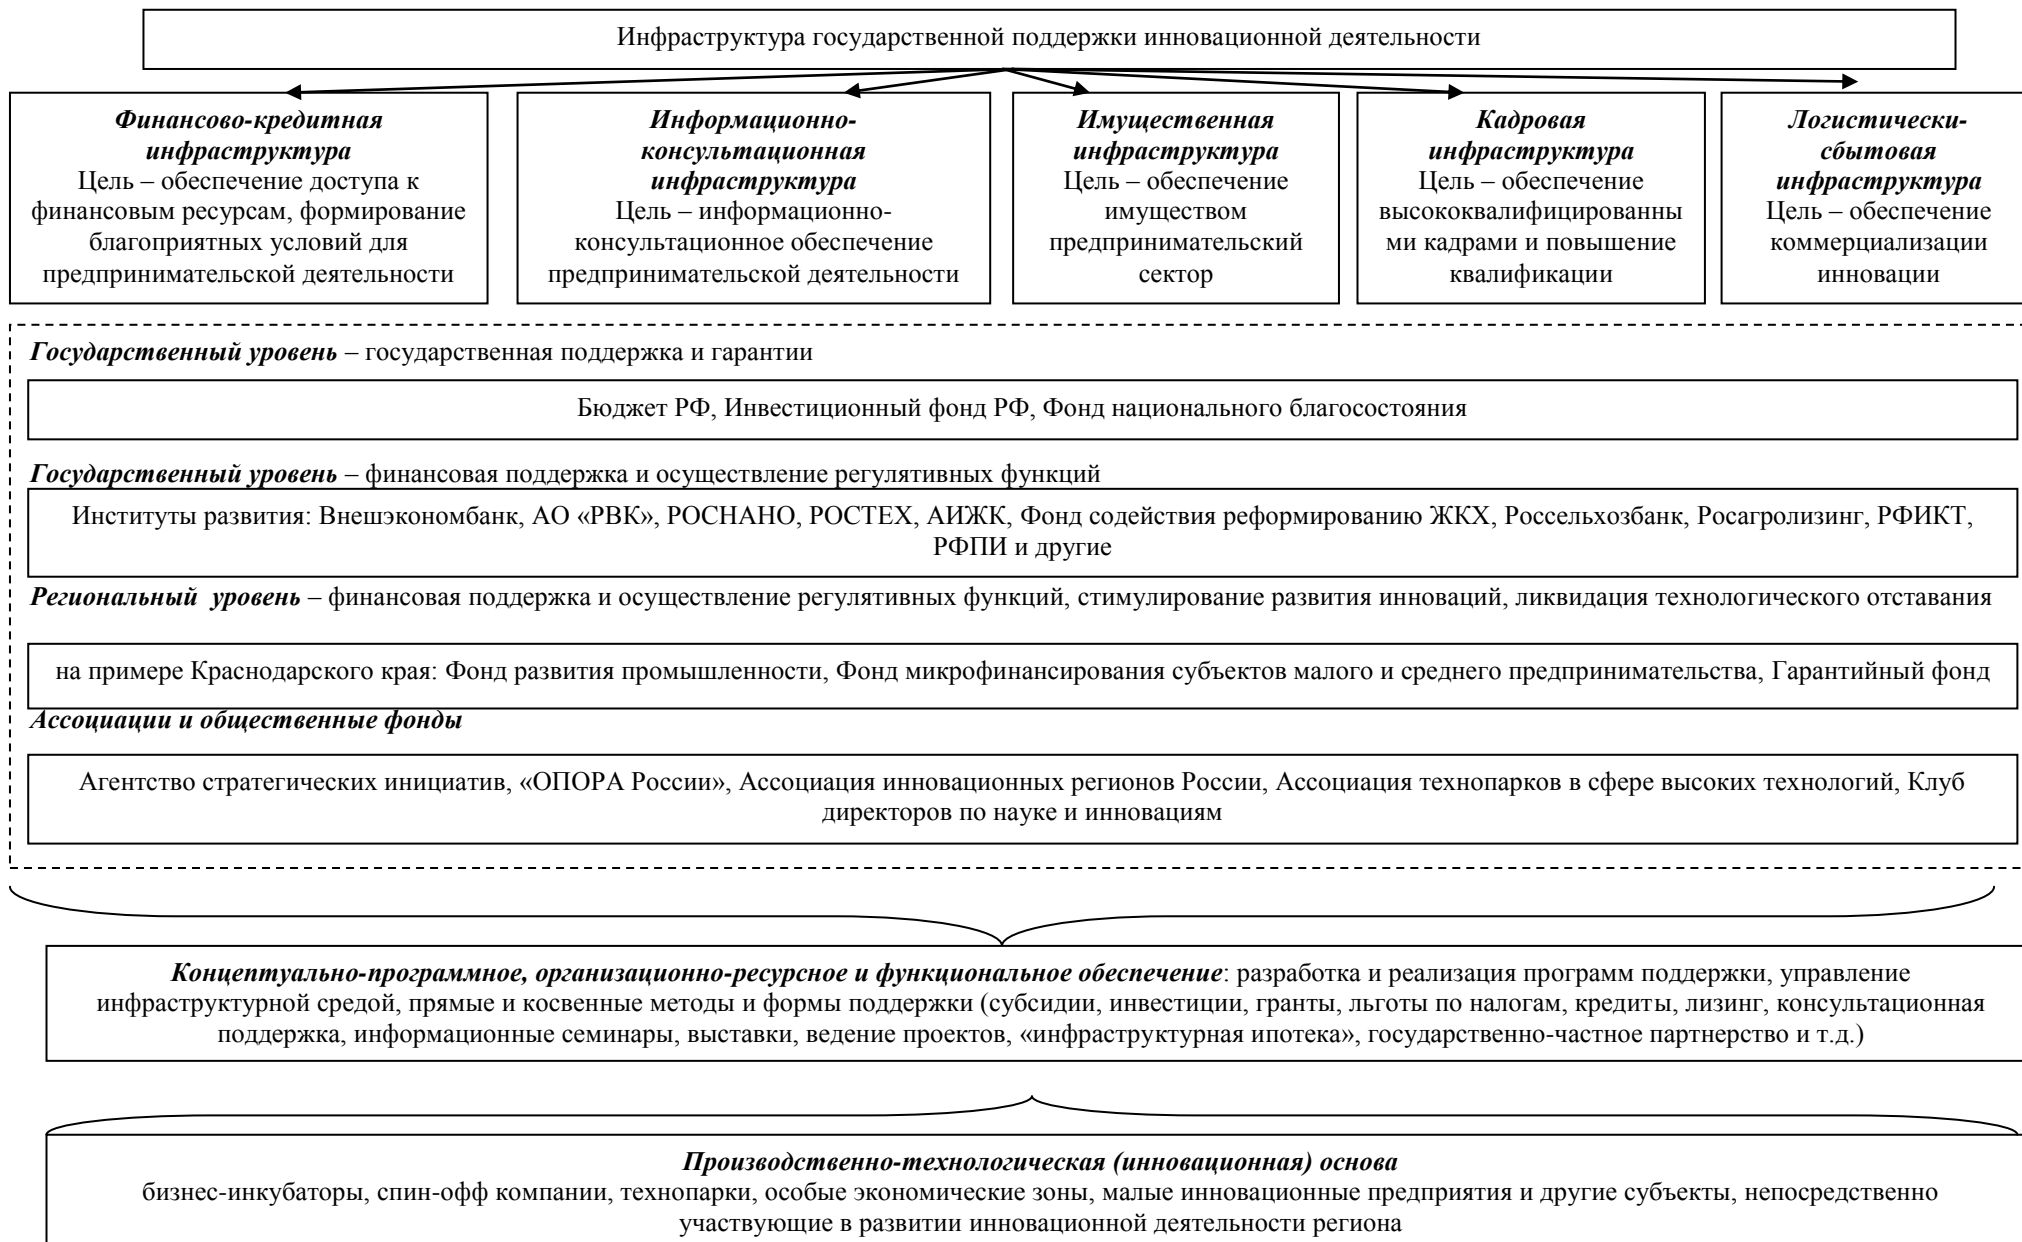 Инфраструктура государственной поддержки инновационной деятельности
Финансово-кредитная
инфраструктура
Цель – обеспечение доступа к
финансовым ресурсам, формирование
благоприятных условий для
предпринимательской деятельности
Информационно-
консультационная
инфраструктура
Цель – информационно-
консультационное обеспечение
предпринимательской деятельности
Имущественная
инфраструктура
Цель – обеспечение
имуществом
предпринимательский
сектор
Кадровая
инфраструктура
Цель – обеспечение
высококвалифицированны
ми кадрами и повышение
квалификации
Логистически-
сбытовая
инфраструктура
Цель – обеспечение
коммерциализации
инновации
Государственный уровень – государственная поддержка и гарантии
Бюджет РФ, Инвестиционный фонд РФ, Фонд национального благосостояния
Государственный уровень – финансовая поддержка и осуществление регулятивных функций
Институты развития: Внешэкономбанк, АО «РВК», РОСНАНО, РОСТЕХ, АИЖК, Фонд содействия реформированию ЖКХ, Россельхозбанк, Росагролизинг, РФИКТ,
РФПИ и другие
Региональный уровень – финансовая поддержка и осуществление регулятивных функций, стимулирование развития инноваций, ликвидация технологического отставания
на примере Краснодарского края: Фонд развития промышленности, Фонд микрофинансирования субъектов малого и среднего предпринимательства, Гарантийный фонд
Ассоциации и общественные фонды
Агентство стратегических инициатив, «ОПОРА России», Ассоциация инновационных регионов России, Ассоциация технопарков в сфере высоких технологий, Клуб
директоров по науке и инновациям
Концептуально-программное, организационно-ресурсное и функциональное обеспечение: разработка и реализация программ поддержки, управление
инфраструктурной средой, прямые и косвенные методы и формы поддержки (субсидии, инвестиции, гранты, льготы по налогам, кредиты, лизинг, консультационная
поддержка, информационные семинары, выставки, ведение проектов, «инфраструктурная ипотека», государственно-частное партнерство и т.д.)
Производственно-технологическая (инновационная) основа
бизнес-инкубаторы, спин-офф компании, технопарки, особые экономические зоны, малые инновационные предприятия и другие субъекты, непосредственно
участвующие в развитии инновационной деятельности региона